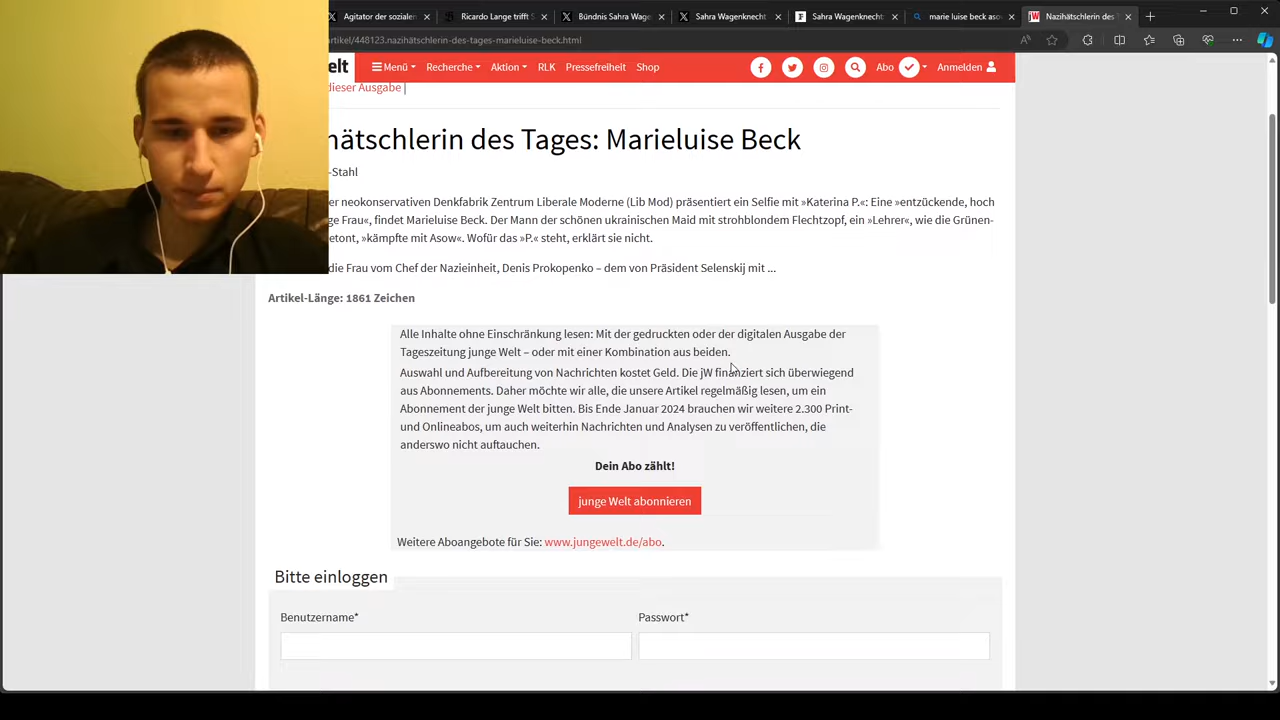 Agitator der sozialen
Ricardo Lange trifft S
Bündnis Sahra Wagen
Sahra Wagenknecht
Sahra Wagenknecht:
marie luise beck aso
Nazihätschlerin des T
artikel/448123.nazihätschlerin-des-tages-marieluise-beck.html
elt
Menü
Recherche
Aktion
RLK
Pressefreiheit
Shop
Abo
Anmelden
dieser Ausgabe |
hätschlerin des Tages: Marieluise Beck
-Stahl
er neokonservativen Denkfabrik Zentrum Liberale Moderne (Lib Mod) präsentiert ein Selfie mit »Katerina P.«: Eine »entzückende, hoch
ge Frau«, findet Marieluise Beck. Der Mann der schönen ukrainischen Maid mit strohblondem Flechtzopf, ein »Lehrer«, wie die Grünen-
etont, »kämpfte mit Asow«. Wofür das »P.« steht, erklärt sie nicht.
die Frau vom Chef der Nazieinheit, Denis Prokopenko – dem von Präsident Selenskij mit ...
Artikel-Länge: 1861 Zeichen
Alle Inhalte ohne Einschränkung lesen: Mit der gedruckten oder der digitalen Ausgabe der
Tageszeitung junge Welt – oder mit einer Kombination aus beiden.
Auswahl und Aufbereitung von Nachrichten kostet Geld. Die jW finanziert sich überwiegend
aus Abonnements. Daher möchte wir alle, die unsere Artikel regelmäßig lesen, um ein
Abonnement der junge Welt bitten. Bis Ende Januar 2024 brauchen wir weitere 2.300 Print-
und Onlineabos, um auch weiterhin Nachrichten und Analysen zu veröffentlichen, die
anderswo nicht auftauchen.
Dein Abo zählt!
junge Welt abonnieren
Weitere Aboangebote für Sie: www.jungewelt.de/abo.
Bitte einloggen
Benutzername*
Passwort*